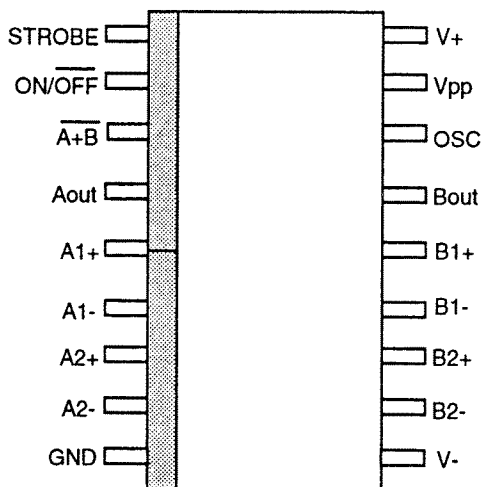 STROBE
ON/OFF
A+B
Aout
A1+
A1-
A2+
A2-
GND
V+
Vpp
OSC
Bout
B1+
B1-
B2+
B2-
V-